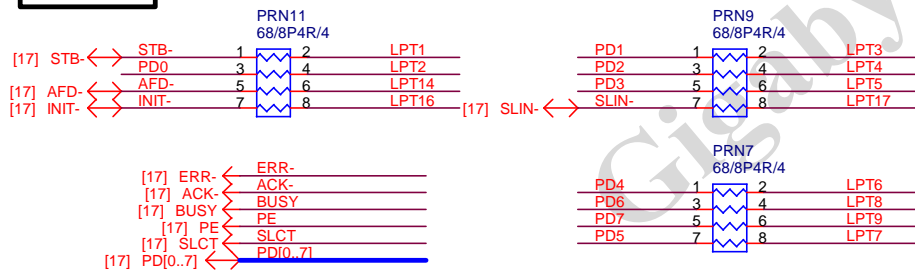 PRN11
68/8P4R/4
[17] STB- STB- 1 2 LPT1
PD0 3 4 LPT2
[17] AFD- AFD- 5 6 LPT14
[17] INIT- INIT- 7 8 LPT16
PRN9
68/8P4R/4
PD1 1 2 LPT3
PD2 3 4 LPT4
PD3 5 6 LPT5
[17] SLIN- SLIN- 7 8 LPT17
[17] ERR- ERR-
[17] ACK- ACK-
[17] BUSY BUSY
[17] PE PE
[17] SLCT SLCT
[17] PD[0..7] PD[0..7]
PRN7
68/8P4R/4
PD4 1 2 LPT6
PD6 3 4 LPT8
PD7 5 6 LPT9
PD5 7 8 LPT7
Gigaby